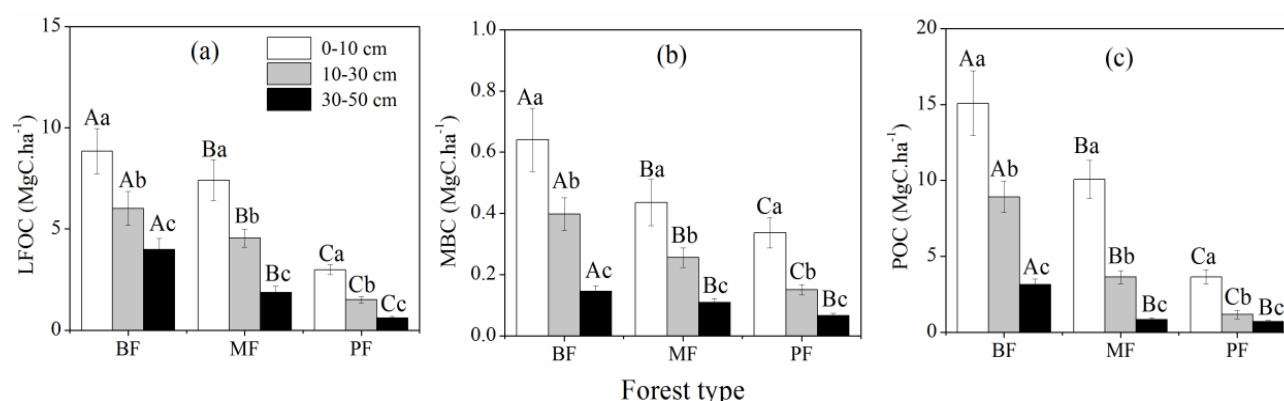 (a)
0-10 cm
10-30 cm
30-50 cm
LFOC (MgC.ha⁻¹)
15
10
5
0
Aa
Ab
Ac
Ba
Bb
Bc
Ca
Cb
Cc
BF
MF
PF
(b)
MBC (MgC.ha⁻¹)
1.0
0.8
0.6
0.4
0.2
0.0
Aa
Ab
Ac
Ba
Bb
Bc
Ca
Cb
Bc
BF
MF
PF
(c)
POC (MgC.ha⁻¹)
20
15
10
5
0
Aa
Ab
Ac
Ba
Bb
Bc
Ca
Cb
Bc
BF
MF
PF
Forest type